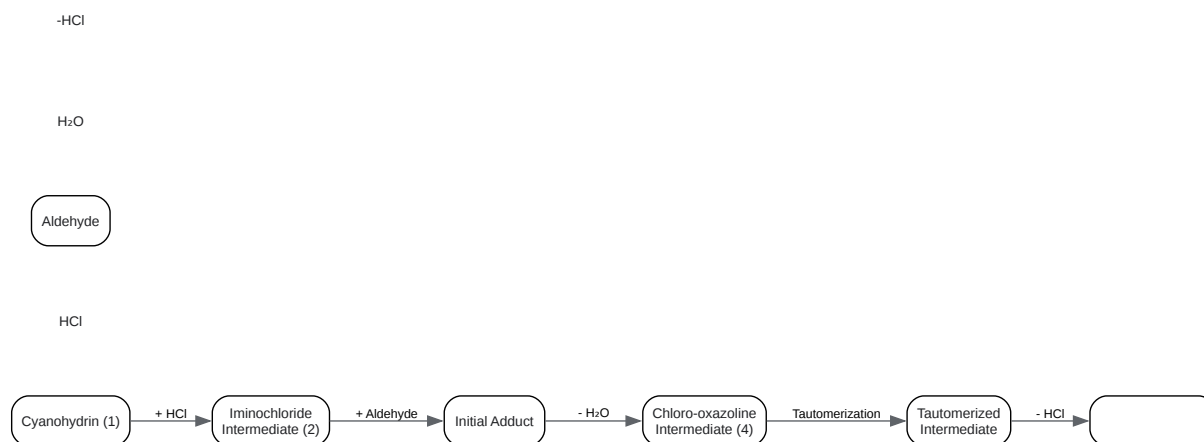 -HCl
H₂O
Aldehyde
HCl
Cyanohydrin (1)
+ HCl
Iminochloride
Intermediate (2)
+ Aldehyde
Initial Adduct
- H₂O
Chloro-oxazoline
Intermediate (4)
Tautomerization
Tautomerized
Intermediate
- HCl